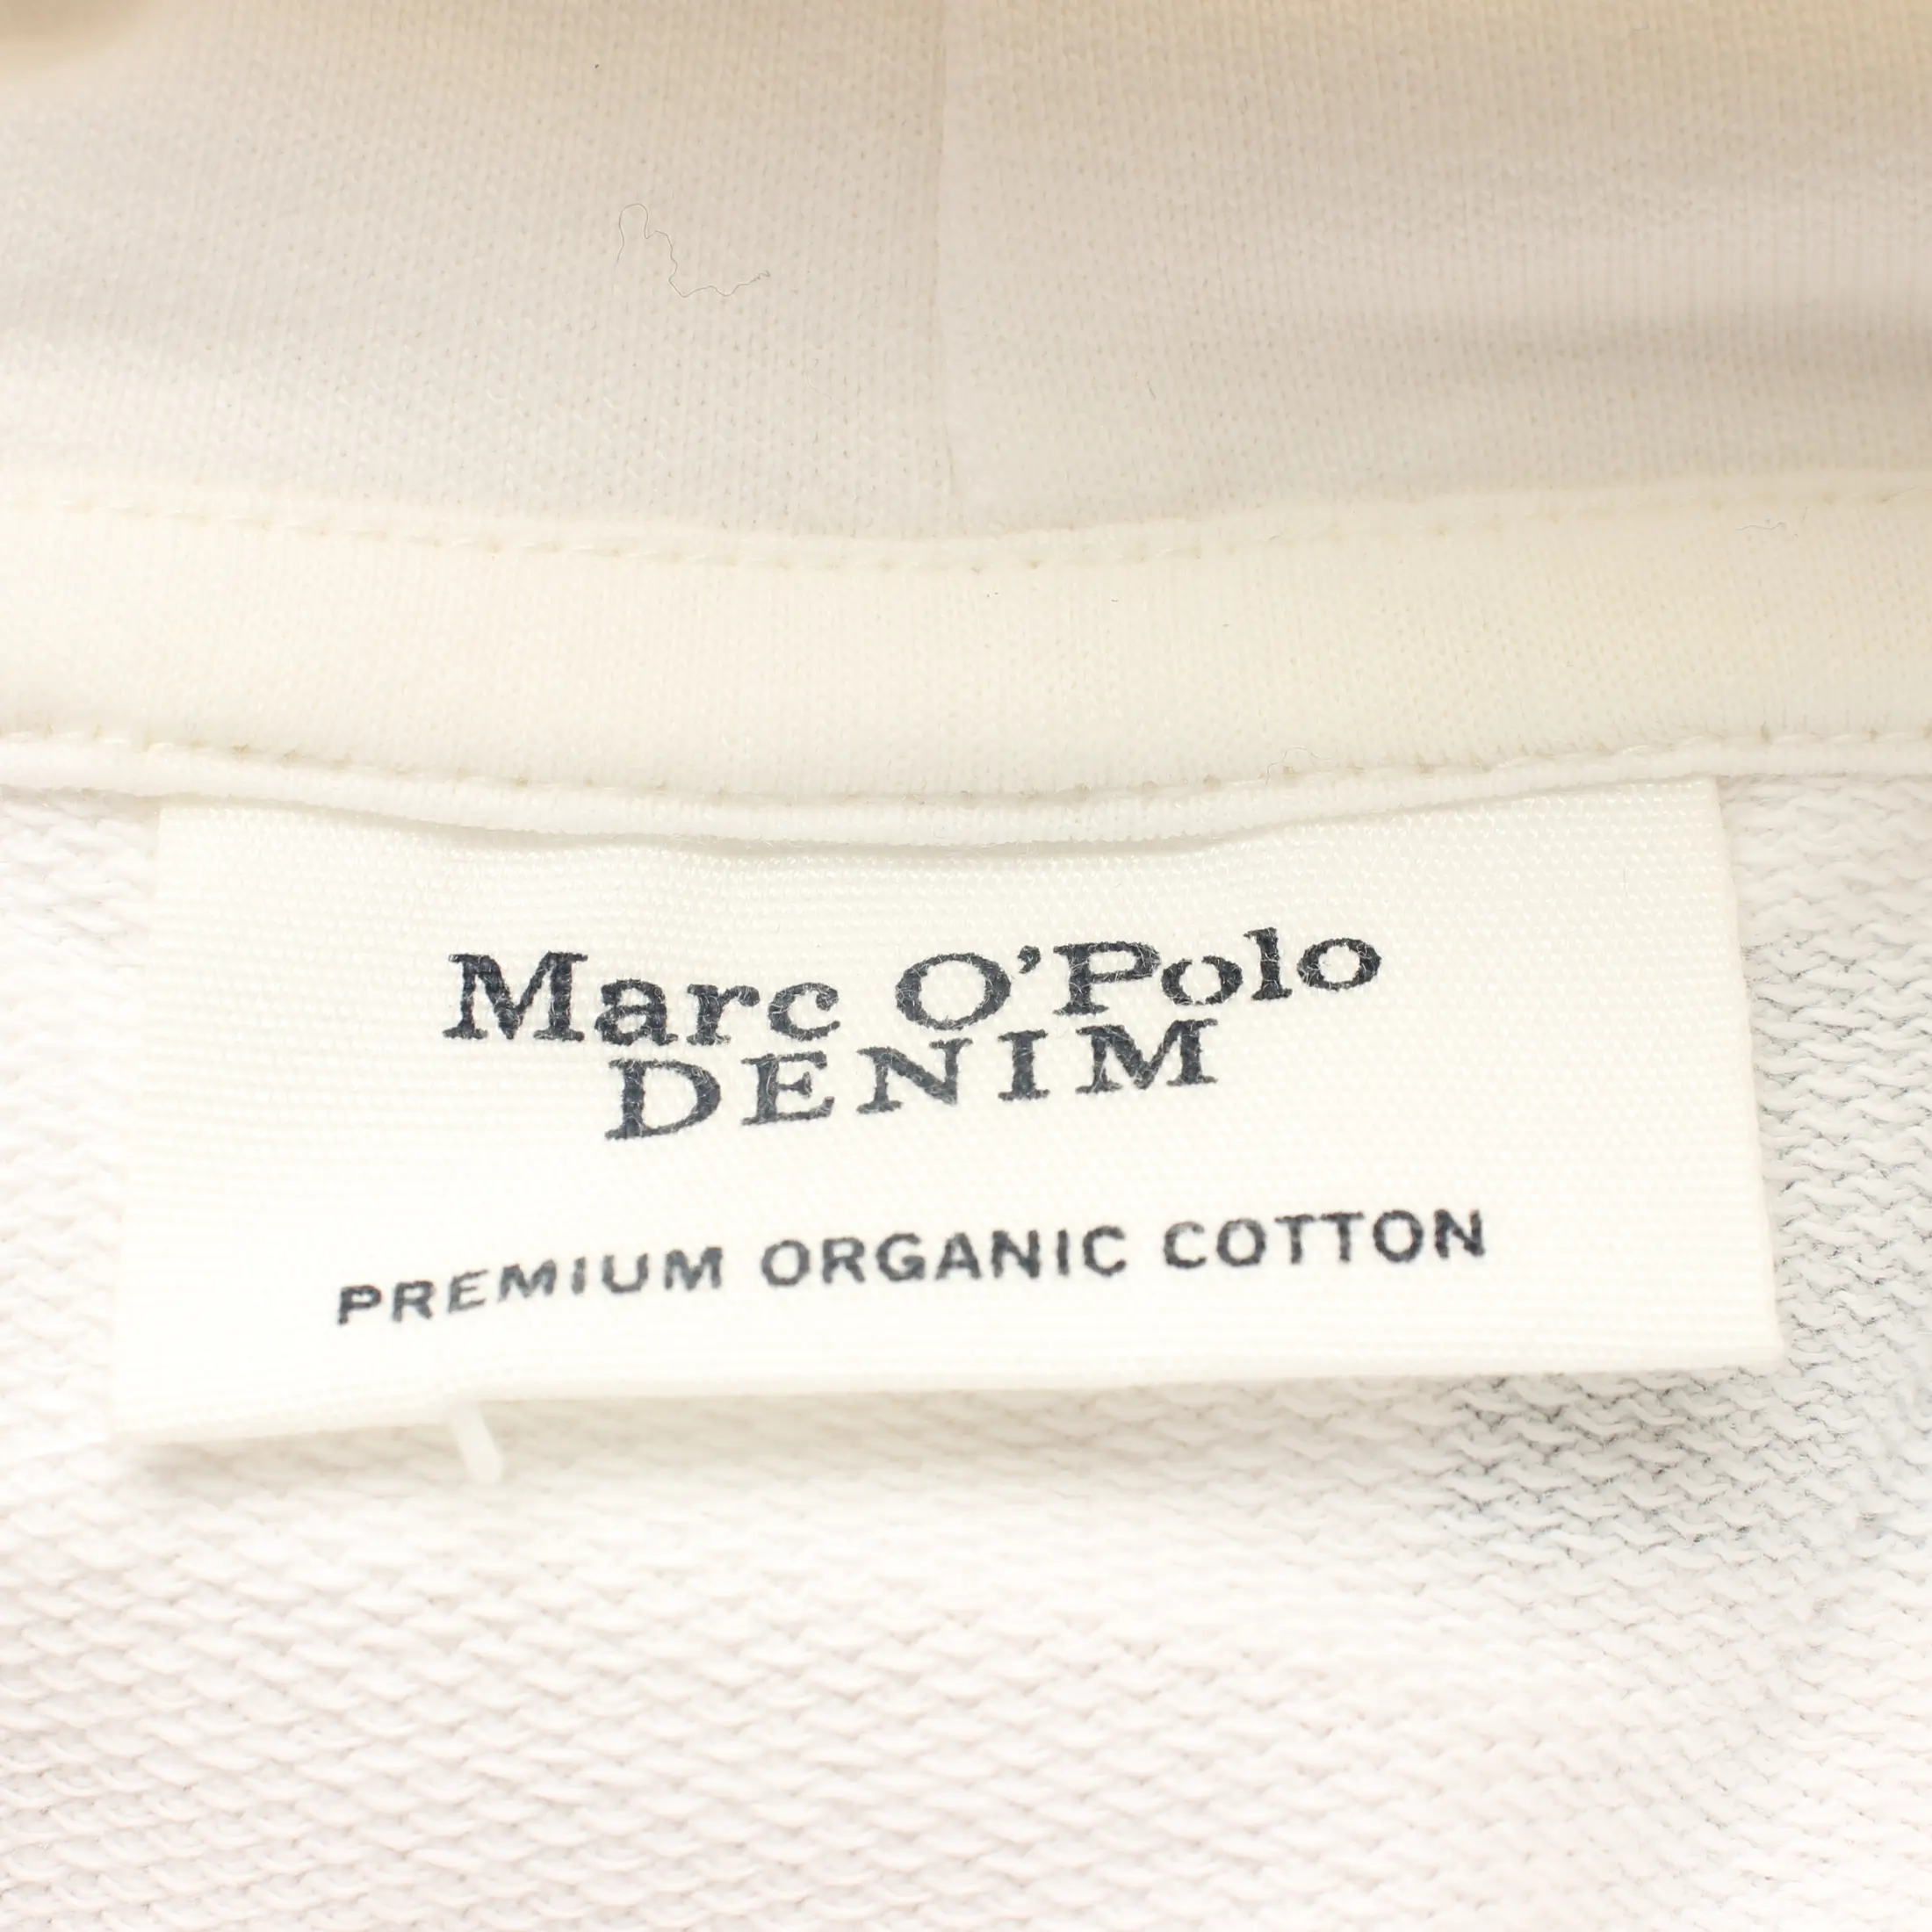 Marc O’Polo
DENIM
PREMIUM ORGANIC COTTON